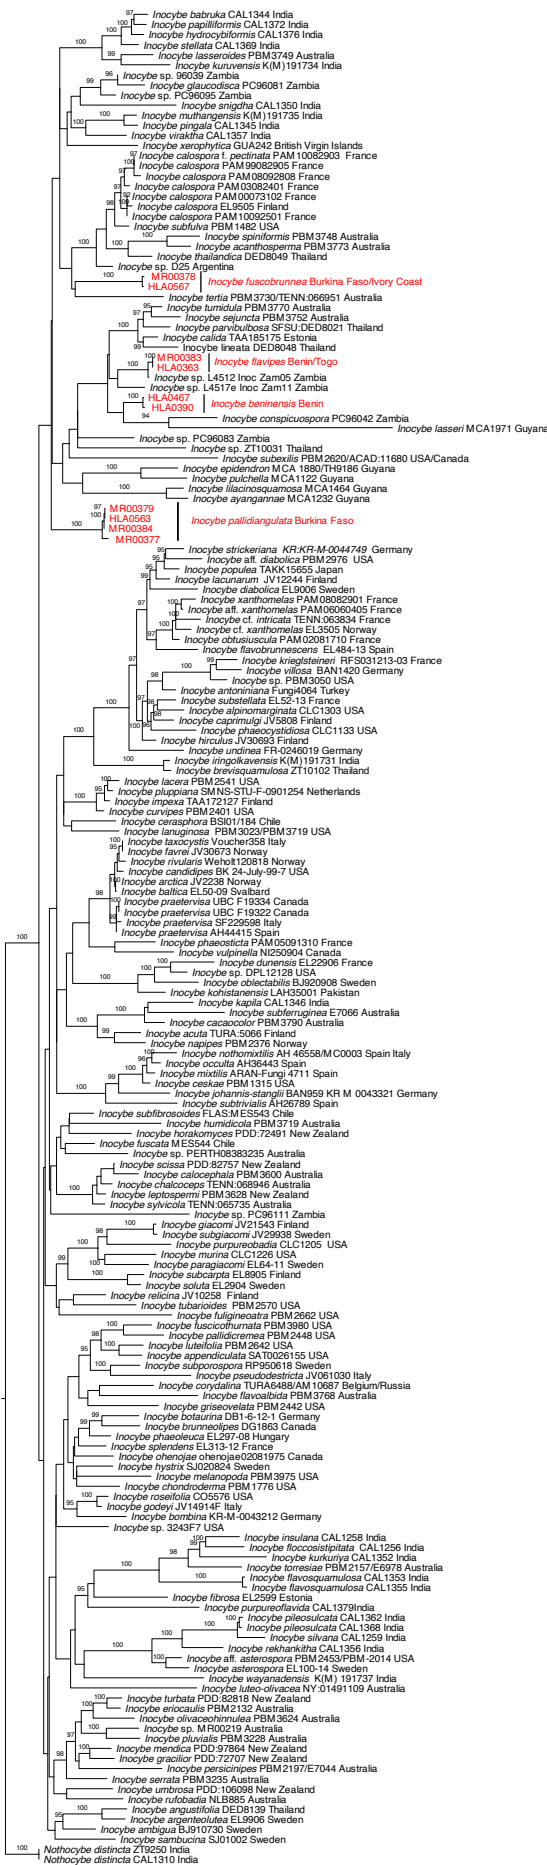 Inocybe babruka CAL1344 India
Inocybe papilliformis CAL1372 India
Inocybe hydrocybiformis CAL1376 India
Inocybe stellata CAL1369 India
Inocybe lasseroides PBM3749 Australia
Inocybe kuruvensis K(M)191734 India
Inocybe sp. 96039 Zambia
Inocybe glaucodisca PC96081 Zambia
Inocybe sp. PC96095 Zambia
Inocybe snigdha CAL1350 India
Inocybe muthangensis K(M)191735 India
Inocybe pingala CAL1345 India
Inocybe viraktha CAL1357 India
Inocybe xerophytica GUA242 British Virgin Islands
Inocybe calospora f. pectinata PAM10082903 France
Inocybe calospora PAM99082905 France
Inocybe calospora PAM08092808 France
Inocybe calospora PAM03082401 France
Inocybe calospora PAM00073102 France
Inocybe calospora EL9505 Finland
Inocybe calospora PAM10092501 France
Inocybe subfulva PBM1482 USA
Inocybe spiniformis PBM3748 Australia
Inocybe acanthosperma PBM3773 Australia
Inocybe thailandica DED8049 Thailand
Inocybe sp. D25 Argentina
MR00378
HLA0567
Inocybe fuscobrunnea Burkina Faso/Ivory Coast
Inocybe tertia PBM3730/TENN:066951 Australia
Inocybe tumidula PBM3770 Australia
Inocybe sejuncta PBM3752 Australia
Inocybe parvibulbosa SFSU:DED8021 Thailand
Inocybe calida TAA185175 Estonia
Inocybe lineata DED8048 Thailand
MR00383
HLA0363
Inocybe flavipes Benin/Togo
Inocybe sp. L4512 Inoc Zam05 Zambia
Inocybe sp. L4517e Inoc Zam11 Zambia
HLA0467
HLA0390
Inocybe beninensis Benin
Inocybe conspicuospora PC96042 Zambia
Inocybe lasseri MCA1971 Guyana
Inocybe sp. PC96083 Zambia
Inocybe sp. ZT10031 Thailand
Inocybe subexilis PBM2620/ACAD:11680 USA/Canada
Inocybe epidendron MCA 1880/TH9186 Guyana
Inocybe pulchella MCA1122 Guyana
Inocybe lilacinosquamosa MCA1464 Guyana
Inocybe ayangannae MCA1232 Guyana
MR00379
HLA0563
MR00384
MR00377
Inocybe pallidiangulata Burkina Faso
Inocybe strickeriana KR:KR-M-0044749 Germany
Inocybe aff. diabolica PBM2976 USA
Inocybe populea TAKK15655 Japan
Inocybe lacunarum JV12244 Finland
Inocybe diabolica EL9006 Sweden
Inocybe xanthomelas PAM08082901 France
Inocybe aff. xanthomelas PAM06060405 France
Inocybe cf. intricata TENN:063834 France
Inocybe cf. xanthomelas EL3505 Norway
Inocybe obtusiuscula PAM02081710 France
Inocybe flavobrunnescens EL484-13 Spain
Inocybe krieglsteineri RFS031213-03 France
Inocybe villosa BAN1420 Germany
Inocybe sp. PBM3050 USA
Inocybe antoniniana Fungi4064 Turkey
Inocybe substellata EL52-13 France
Inocybe alpinomarginata CLC1303 USA
Inocybe caprimulgi JV5808 Finland
Inocybe phaeocystidiosa CLC1133 USA
Inocybe hirculus JV30693 Finland
Inocybe undinea FR-0246019 Germany
Inocybe iringolkavensis K(M)191731 India
Inocybe brevisquamulosa ZT10102 Thailand
Inocybe lacera PBM2541 USA
Inocybe pluppiana SMNS-STU-F-0901254 Netherlands
Inocybe impexa TAA172127 Finland
Inocybe curvipes PBM2401 USA
Inocybe cerasphora BSI01/184 Chile
Inocybe lanuginosa PBM3023/PBM3719 USA
Inocybe taxocystis Voucher358 Italy
Inocybe favrei JV30673 Norway
Inocybe rivularis Weholt120818 Norway
Inocybe candidipes BK 24-July-99-7 USA
Inocybe arctica JV2238 Norway
Inocybe baltica EL50-09 Svalbard
Inocybe praetervisa UBC F19334 Canada
Inocybe praetervisa UBC F19322 Canada
Inocybe praetervisa SF229598 Italy
Inocybe praetervisa AH44415 Spain
Inocybe phaeosticta PAM05091310 France
Inocybe vulpinella NI250904 Canada
Inocybe dunensis EL22906 France
Inocybe sp. DPL12128 USA
Inocybe oblectabilis BJ920908 Sweden
Inocybe kohistanensis LAH35001 Pakistan
Inocybe kapila CAL1346 India
Inocybe subferruginea E7066 Australia
Inocybe cacaocolor PBM3790 Australia
Inocybe acuta TURA:5066 Finland
Inocybe napipes PBM2376 Norway
Inocybe nothomixtilis AH 46558/MC0003 Spain Italy
Inocybe occulta AH36443 Spain
Inocybe mixtilis ARAN-Fungi 4711 Spain
Inocybe ceskae PBM1315 USA
Inocybe johannis-stanglii BAN959 KR M 0043321 Germany
Inocybe subtrivialis AH26789 Spain
Inocybe subfibrosoides FLAS:MES543 Chile
Inocybe humidicola PBM3719 Australia
Inocybe horakomyces PDD:72491 New Zealand
Inocybe fuscata MES544 Chile
Inocybe sp. PERTH08383235 Australia
Inocybe scissa PDD:82757 New Zealand
Inocybe calocephala PBM3600 Australia
Inocybe chalcoceps TENN:068946 Australia
Inocybe leptospermi PBM3628 New Zealand
Inocybe sylvicola TENN:065735 Australia
Inocybe sp. PC96111 Zambia
Inocybe giacomi JV21543 Finland
Inocybe subgiacomi JV29938 Sweden
Inocybe purpureobadia CLC1205 USA
Inocybe murina CLC1226 USA
Inocybe paragiacomi EL64-11 Sweden
Inocybe subcarpta EL8905 Finland
Inocybe soluta EL2904 Sweden
Inocybe relicina JV10258 Finland
Inocybe tubarioides PBM2570 USA
Inocybe fuligineoatra PBM2662 USA
Inocybe fuscicothurnata PBM3980 USA
Inocybe pallidicremea PBM2448 USA
Inocybe luteifolia PBM2642 USA
Inocybe appendiculata SAT0026155 USA
Inocybe subporospora RP950618 Sweden
Inocybe pseudodestricta JV061030 Italy
Inocybe corydalina TURA6488/AM10687 Belgium/Russia
Inocybe flavoalbida PBM3768 Australia
Inocybe griseovelata PBM2442 USA
Inocybe botaurina DB1-6-12-1 Germany
Inocybe brunneolipes DG1863 Canada
Inocybe phaeoleuca EL297-08 Hungary
Inocybe splendens EL313-12 France
Inocybe ohenojae ohenojae02081975 Canada
Inocybe hystrix SJ020824 Sweden
Inocybe melanopoda PBM3975 USA
Inocybe chondroderma PBM1776 USA
Inocybe roseifolia CO5576 USA
Inocybe godeyi JV14914F Italy
Inocybe bombina KR-M-0043212 Germany
Inocybe sp. 3243F7 USA
Inocybe insulana CAL1258 India
Inocybe floccosistipitata CAL1256 India
Inocybe kurkuriya CAL1352 India
Inocybe torresiae PBM2157/E6978 Australia
Inocybe flavosquamulosa CAL1353 India
Inocybe flavosquamulosa CAL1355 India
Inocybe fibrosa EL2599 Estonia
Inocybe purpureoflavida CAL1379India
Inocybe pileosulcata CAL1362 India
Inocybe pileosulcata CAL1368 India
Inocybe silvana CAL1259 India
Inocybe rekhankitha CAL1356 India
Inocybe aff. asterospora PBM2453/PBM-2014 USA
Inocybe asterospora EL100-14 Sweden
Inocybe wayanadensis K(M) 191737 India
Inocybe luteo-olivacea NY:01491109 Australia
Inocybe turbata PDD:82818 New Zealand
Inocybe eriocaulis PBM2132 Australia
Inocybe olivaceohinnulea PBM3624 Australia
Inocybe sp. MR00219 Australia
Inocybe pluvialis PBM3228 Australia
Inocybe mendica PDD:97864 New Zealand
Inocybe gracilior PDD:72707 New Zealand
Inocybe persicinipes PBM2197/E7044 Australia
Inocybe serrata PBM3235 Australia
Inocybe umbrosa PDD:106098 New Zealand
Inocybe rufobadia NLB885 Australia
Inocybe angustifolia DED8139 Thailand
Inocybe argenteolutea EL9906 Sweden
Inocybe ambigua BJ910730 Sweden
Inocybe sambucina SJ01002 Sweden
Nothocybe distincta ZT9250 India
Nothocybe distincta CAL1310 India